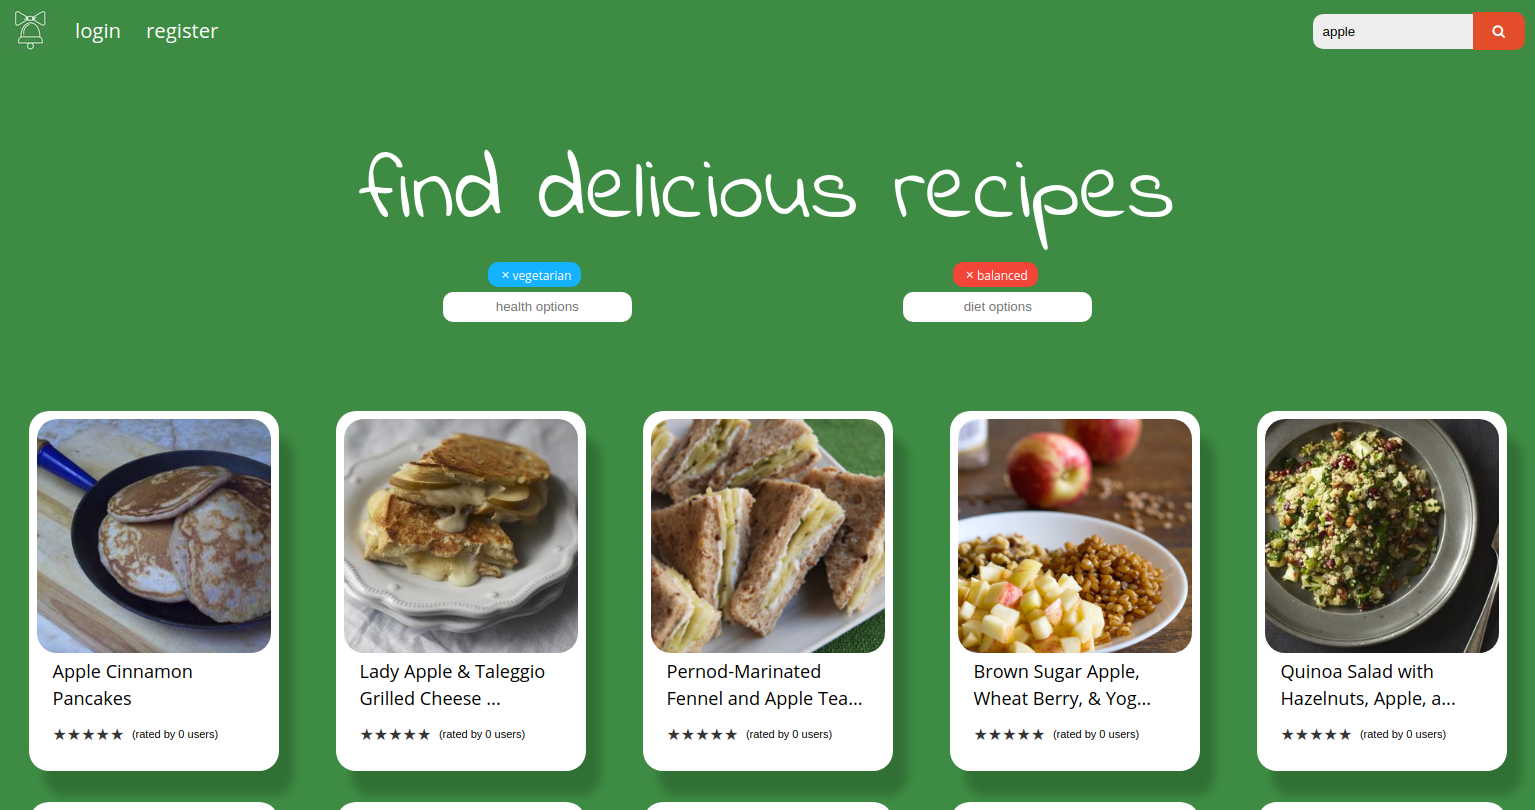 login register apple
find delicious recipes
× vegetarian × balanced
health options diet options
Apple Cinnamon
Pancakes
★★★★★ (rated by 0 users)
Lady Apple & Taleggio
Grilled Cheese ...
★★★★★ (rated by 0 users)
Pernod-Marinated
Fennel and Apple Tea...
★★★★★ (rated by 0 users)
Brown Sugar Apple,
Wheat Berry, & Yog...
★★★★★ (rated by 0 users)
Quinoa Salad with
Hazelnuts, Apple, a...
★★★★★ (rated by 0 users)